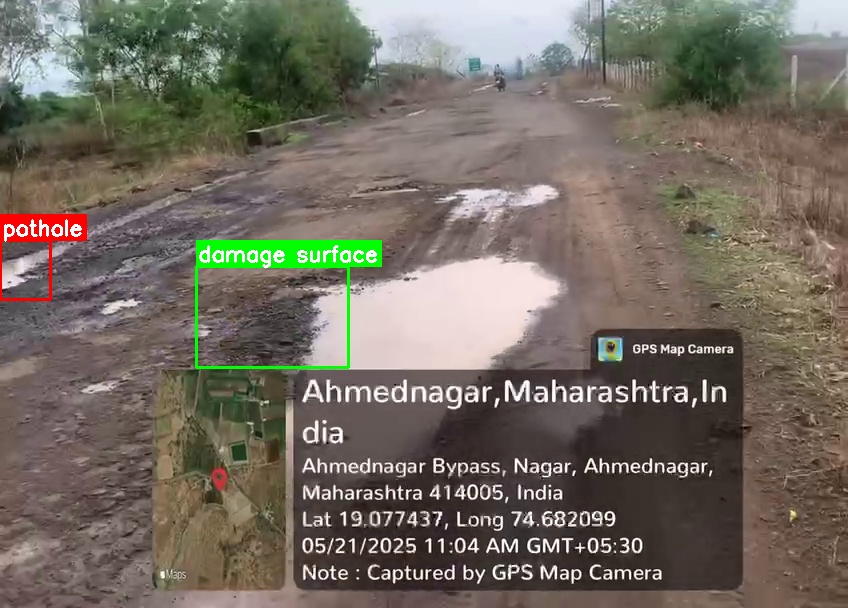 pothole
damage surface
GPS Map Camera
Ahmednagar,Maharashtra,In
dia
Ahmednagar Bypass, Nagar, Ahmednagar,
Maharashtra 414005, India
Lat 19.077437, Long 74.682099
05/21/2025 11:04 AM GMT+05:30
Note : Captured by GPS Map Camera
Maps